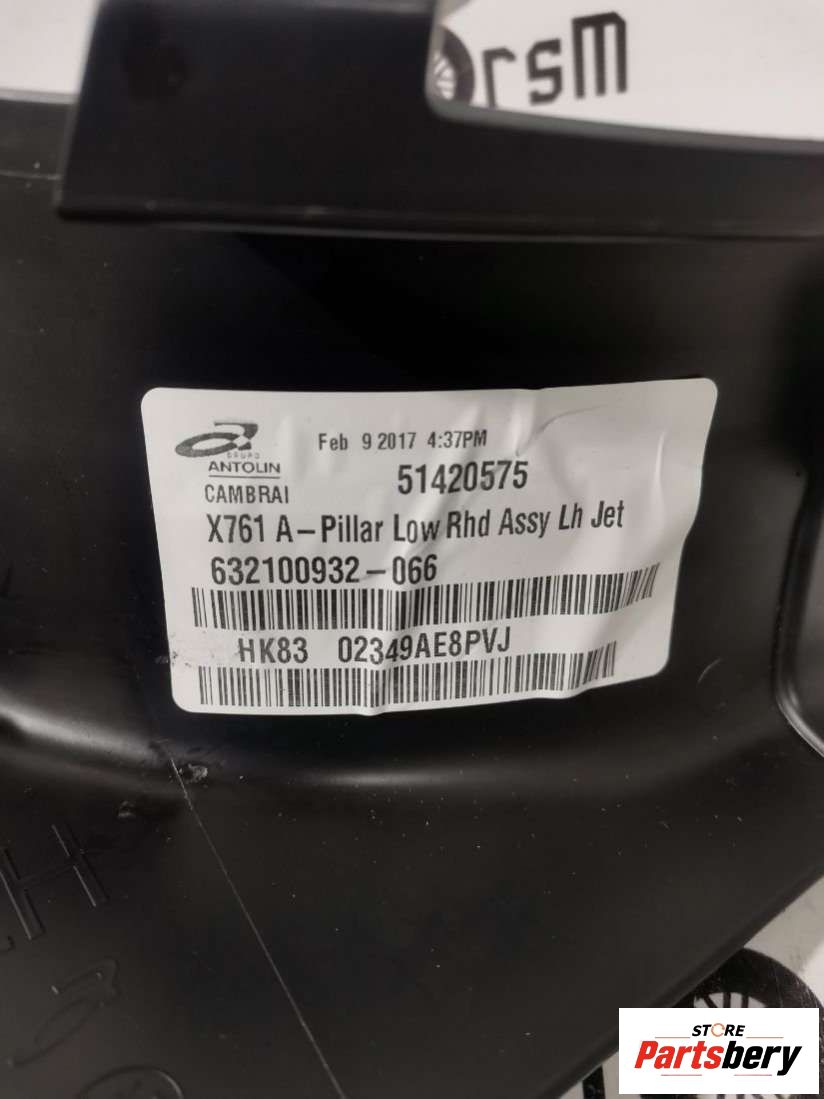 rsm
GRUPO
ANTOLIN
CAMBRAI
Feb 9 2017 4:37PM
51420575
X761 A-Pillar Low Rhd Assy Lh Jet
632100932-066
HK83 02349AE8PVJ
STORE
Partsbery